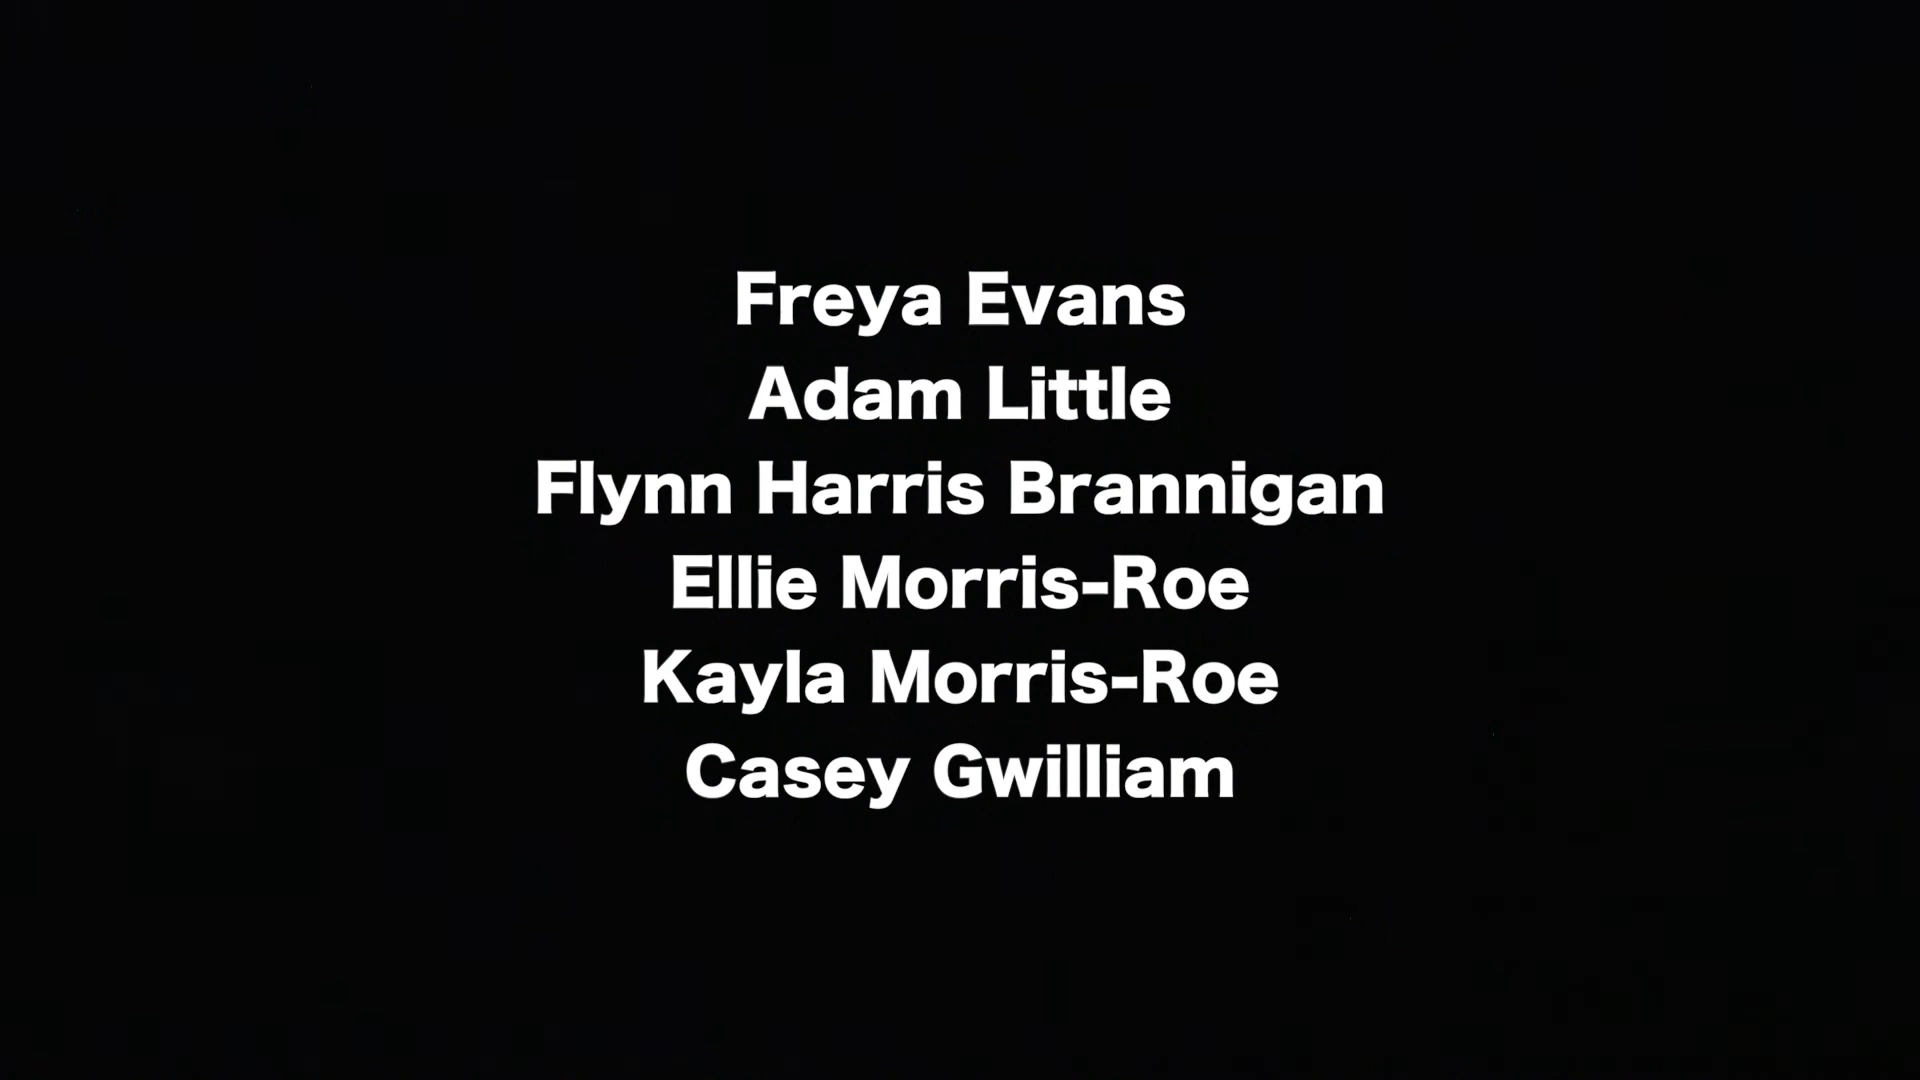 Freya Evans
Adam Little
Flynn Harris Brannigan
Ellie Morris-Roe
Kayla Morris-Roe
Casey Gwilliam